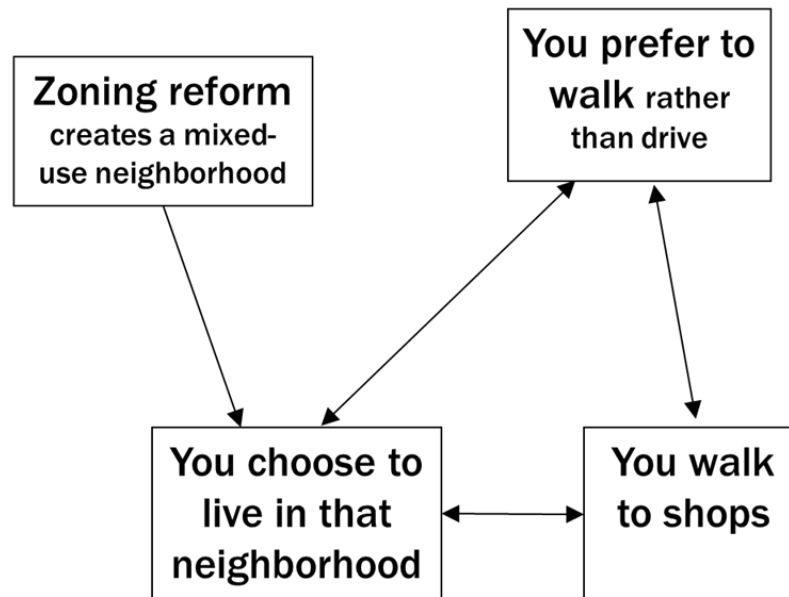 Zoning reform
creates a mixed-
use neighborhood
You prefer to
walk rather
than drive
You choose to
live in that
neighborhood
You walk
to shops